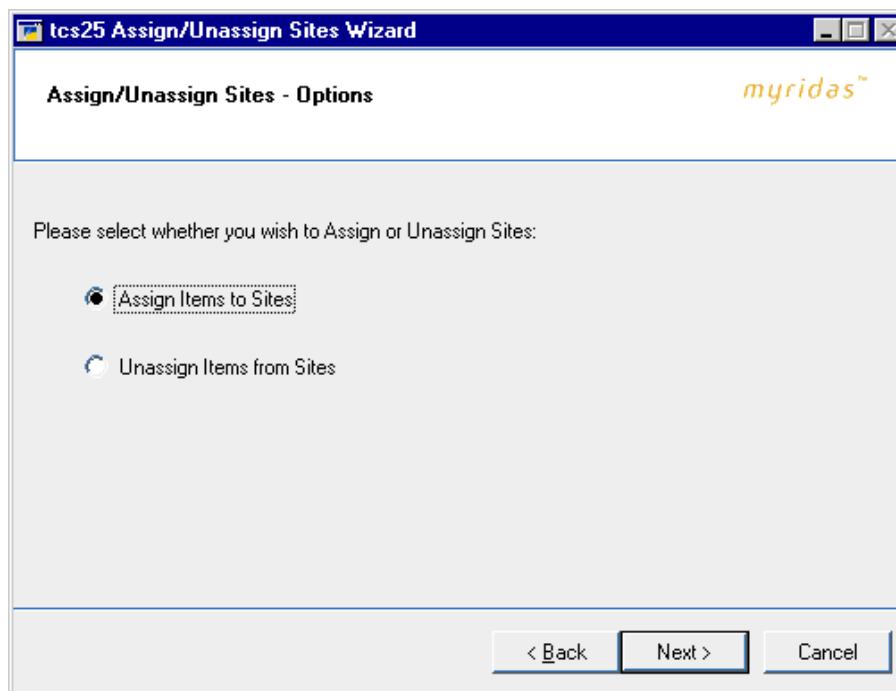 tcs25 Assign/Unassign Sites Wizard
Assign/Unassign Sites - Options
myridas™
Please select whether you wish to Assign or Unassign Sites:
Assign Items to Sites
Unassign Items from Sites
< Back Next > Cancel